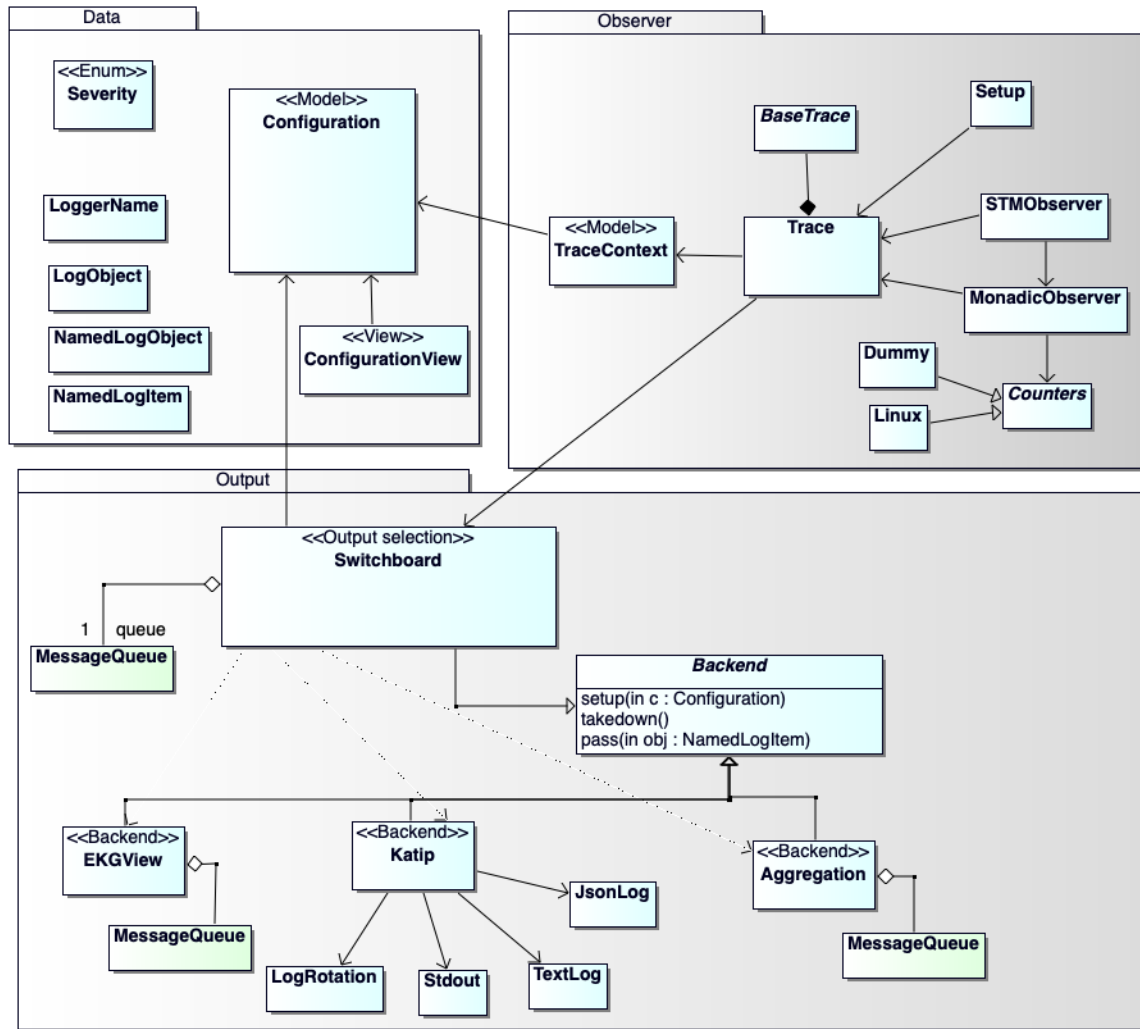 Data
<<Enum>>
Severity
<<Model>>
Configuration
LoggerName
LogObject
NamedLogObject
NamedLogItem
<<View>>
ConfigurationView
Observer
BaseTrace
Setup
<<Model>>
TraceContext
Trace
STMObserver
MonadicObserver
Dummy
Counters
Linux
Output
<<Output selection>>
Switchboard
1 queue
MessageQueue
Backend
setup(in c : Configuration)
takedown()
pass(in obj : NamedLogItem)
<<Backend>>
EKGView
MessageQueue
<<Backend>>
Katip
JsonLog
LogRotation
Stdout
TextLog
<<Backend>>
Aggregation
MessageQueue